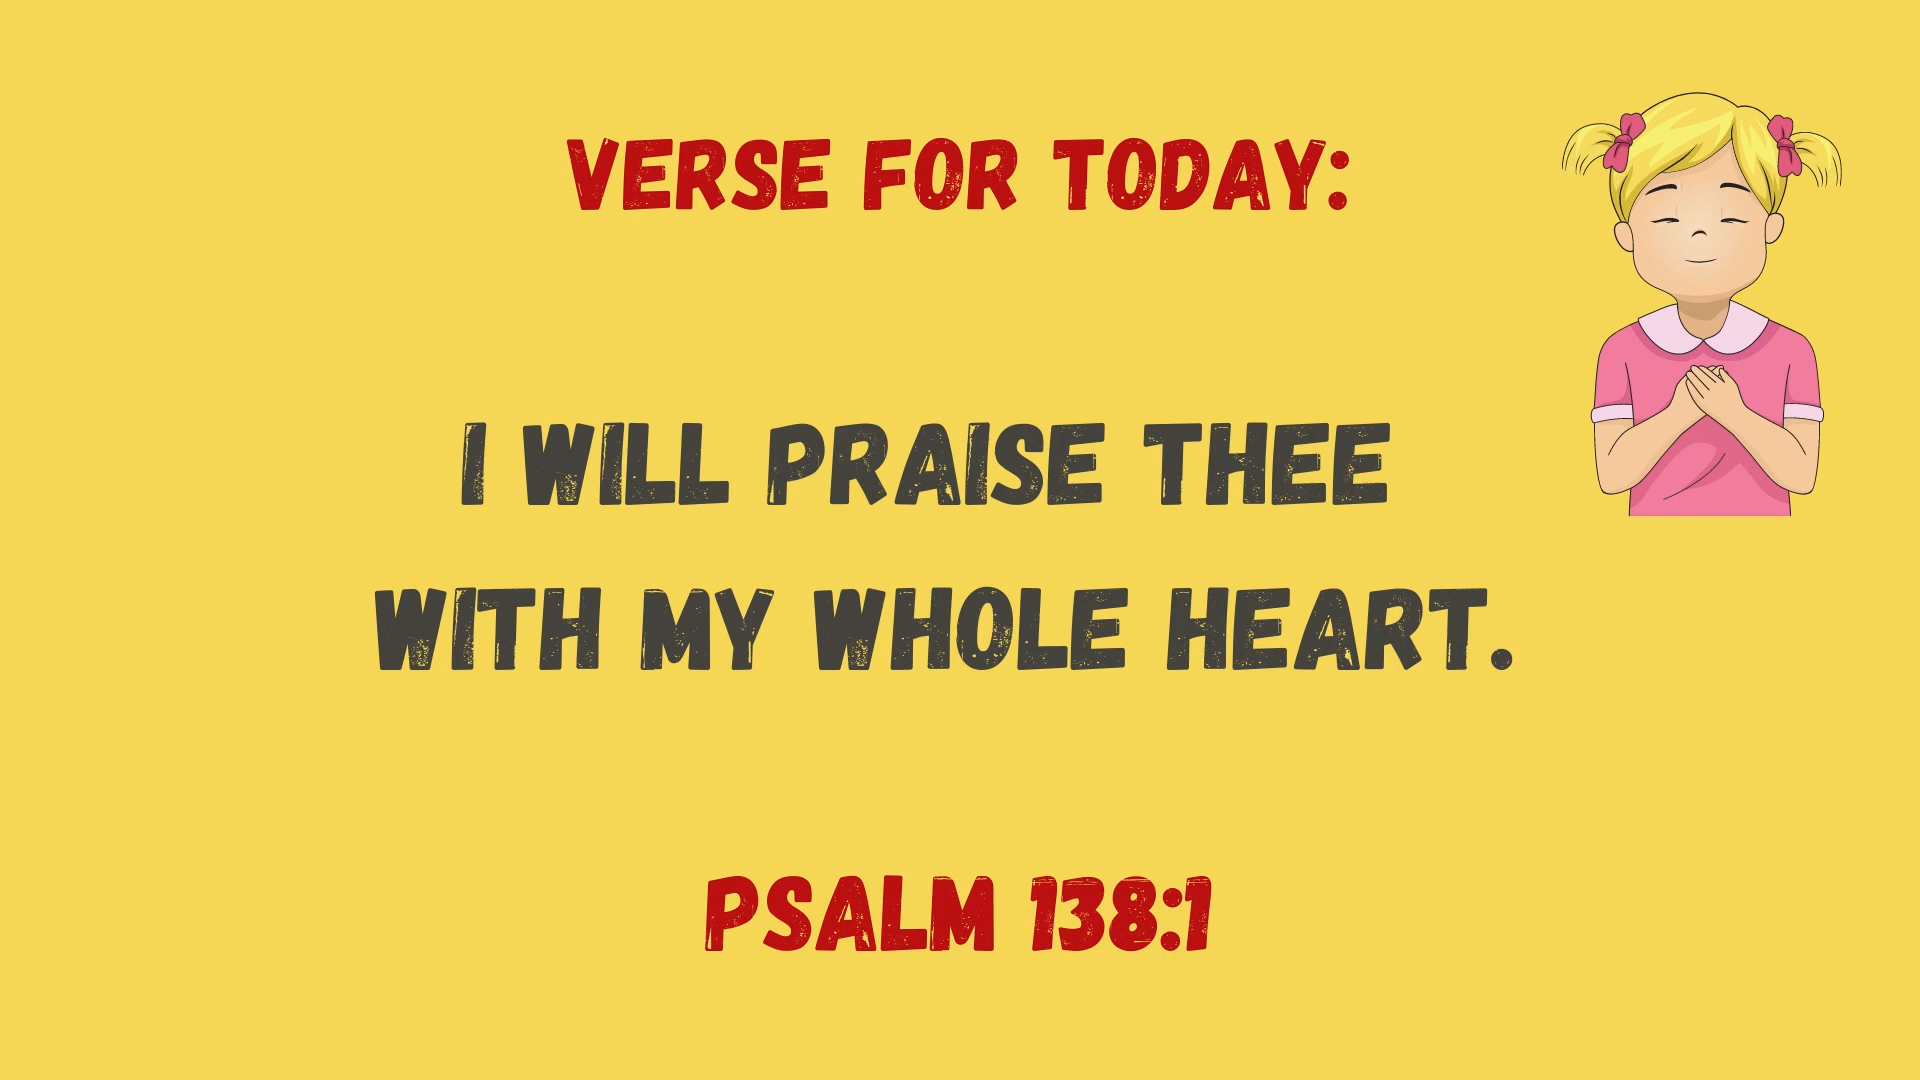 VERSE FOR TODAY:
I WILL PRAISE THEE
WITH MY WHOLE HEART.
PSALM 138:1